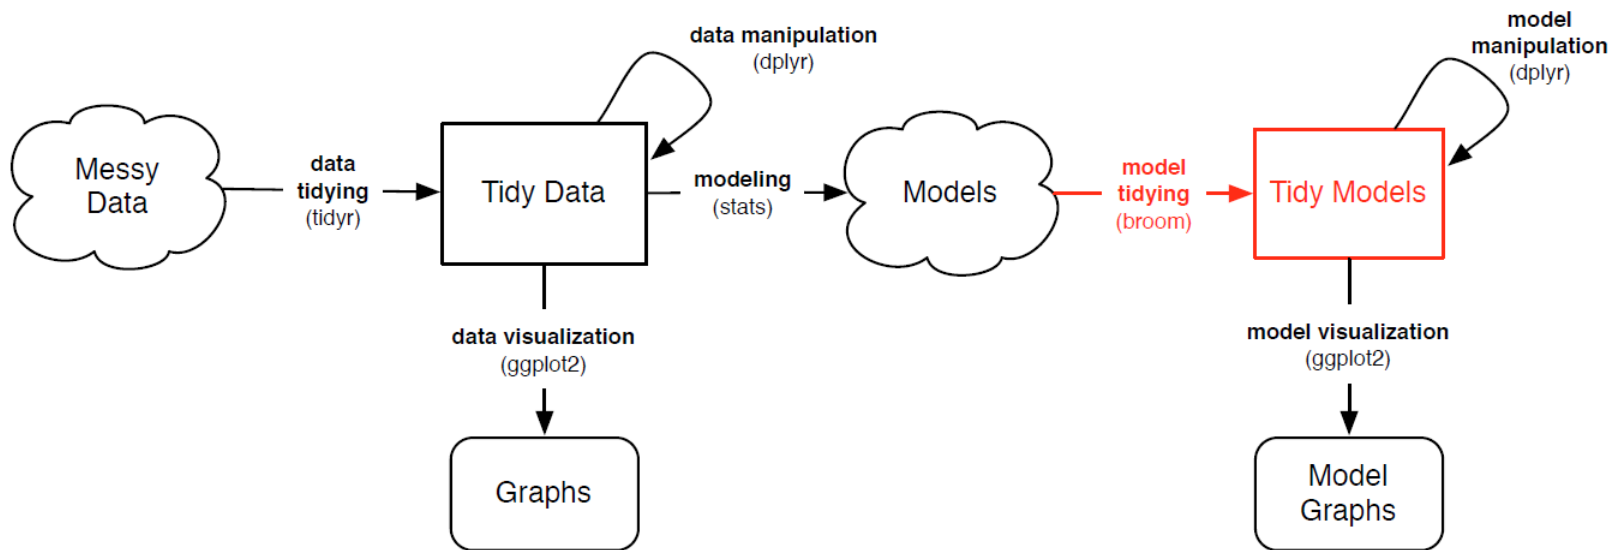 Messy
Data
data
tidying
(tidyr)
Tidy Data
data manipulation
(dplyr)
data visualization
(ggplot2)
Graphs
modeling
(stats)
Models
model
tidying
(broom)
Tidy Models
model
manipulation
(dplyr)
model visualization
(ggplot2)
Model
Graphs